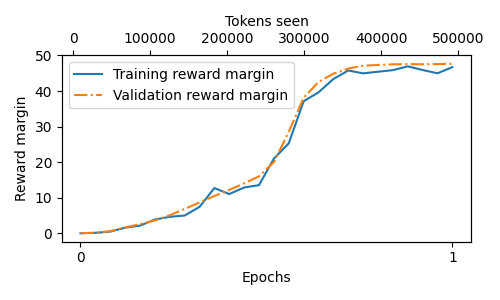 Tokens seen
0 100000 200000 300000 400000 500000
50
40
30
20
10
0
Reward margin
Training reward margin
Validation reward margin
0 1
Epochs